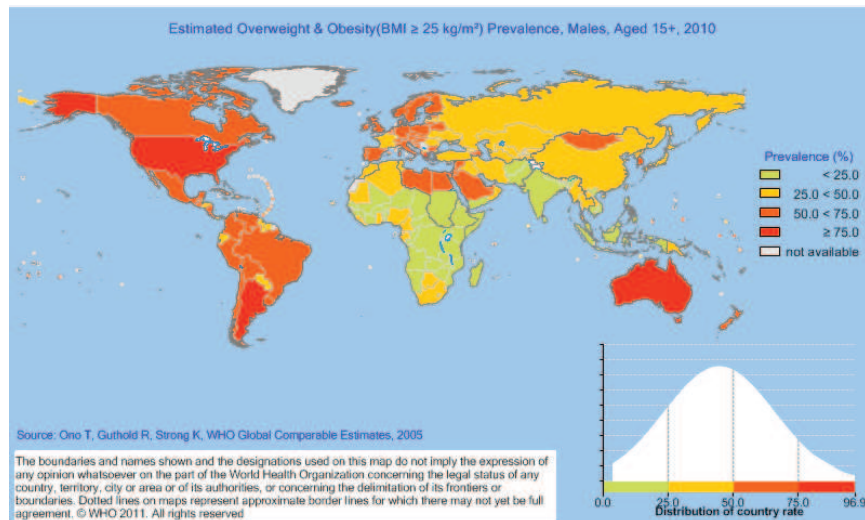 Estimated Overweight & Obesity(BMI ≥ 25 kg/m²) Prevalence, Males, Aged 15+, 2010
Prevalence (%)
< 25.0
25.0 < 50.0
50.0 < 75.0
≥ 75.0
not available
Source: Ono T, Guthold R, Strong K, WHO Global Comparable Estimates, 2005
The boundaries and names shown and the designations used on this map do not imply the expression of
any opinion whatsoever on the part of the World Health Organization concerning the legal status of any
country, territory, city or area or of its authorities, or concerning the delimitation of its frontiers or
boundaries. Dotted lines on maps represent approximate border lines for which there may not yet be full
agreement. © WHO 2011. All rights reserved
0.0 25.0 50.0 75.0 96.9
Distribution of country rate